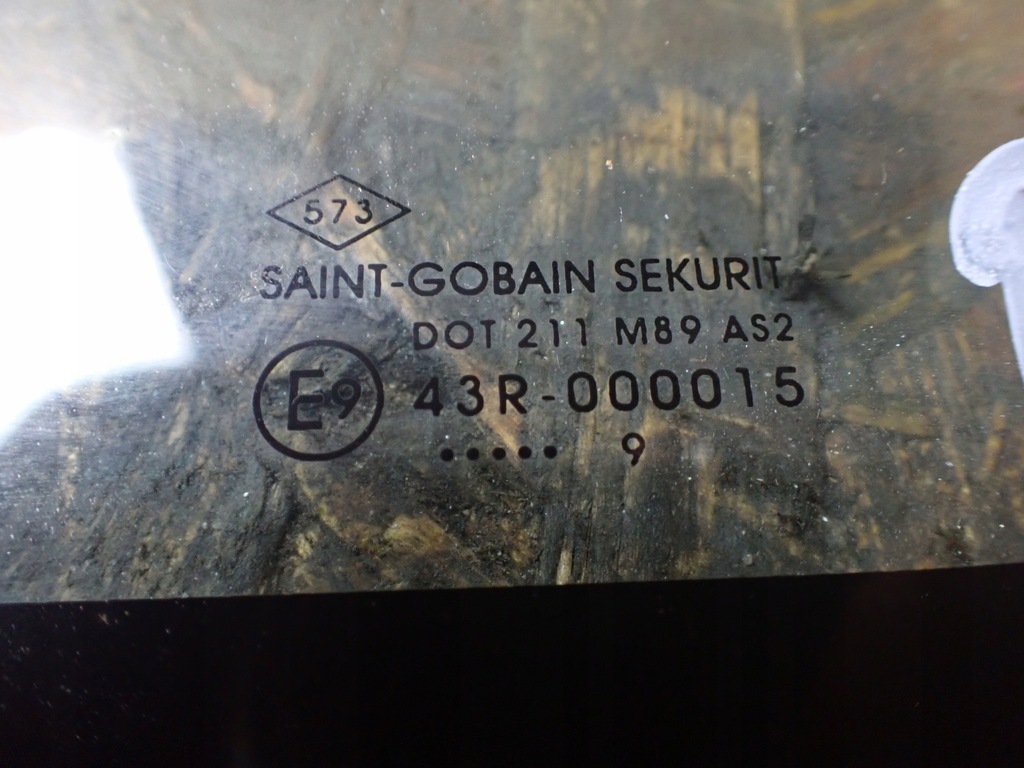 573
SAINT-GOBAIN SEKURIT
DOT 211 M89 AS2
E9 43R-000015
..... 9